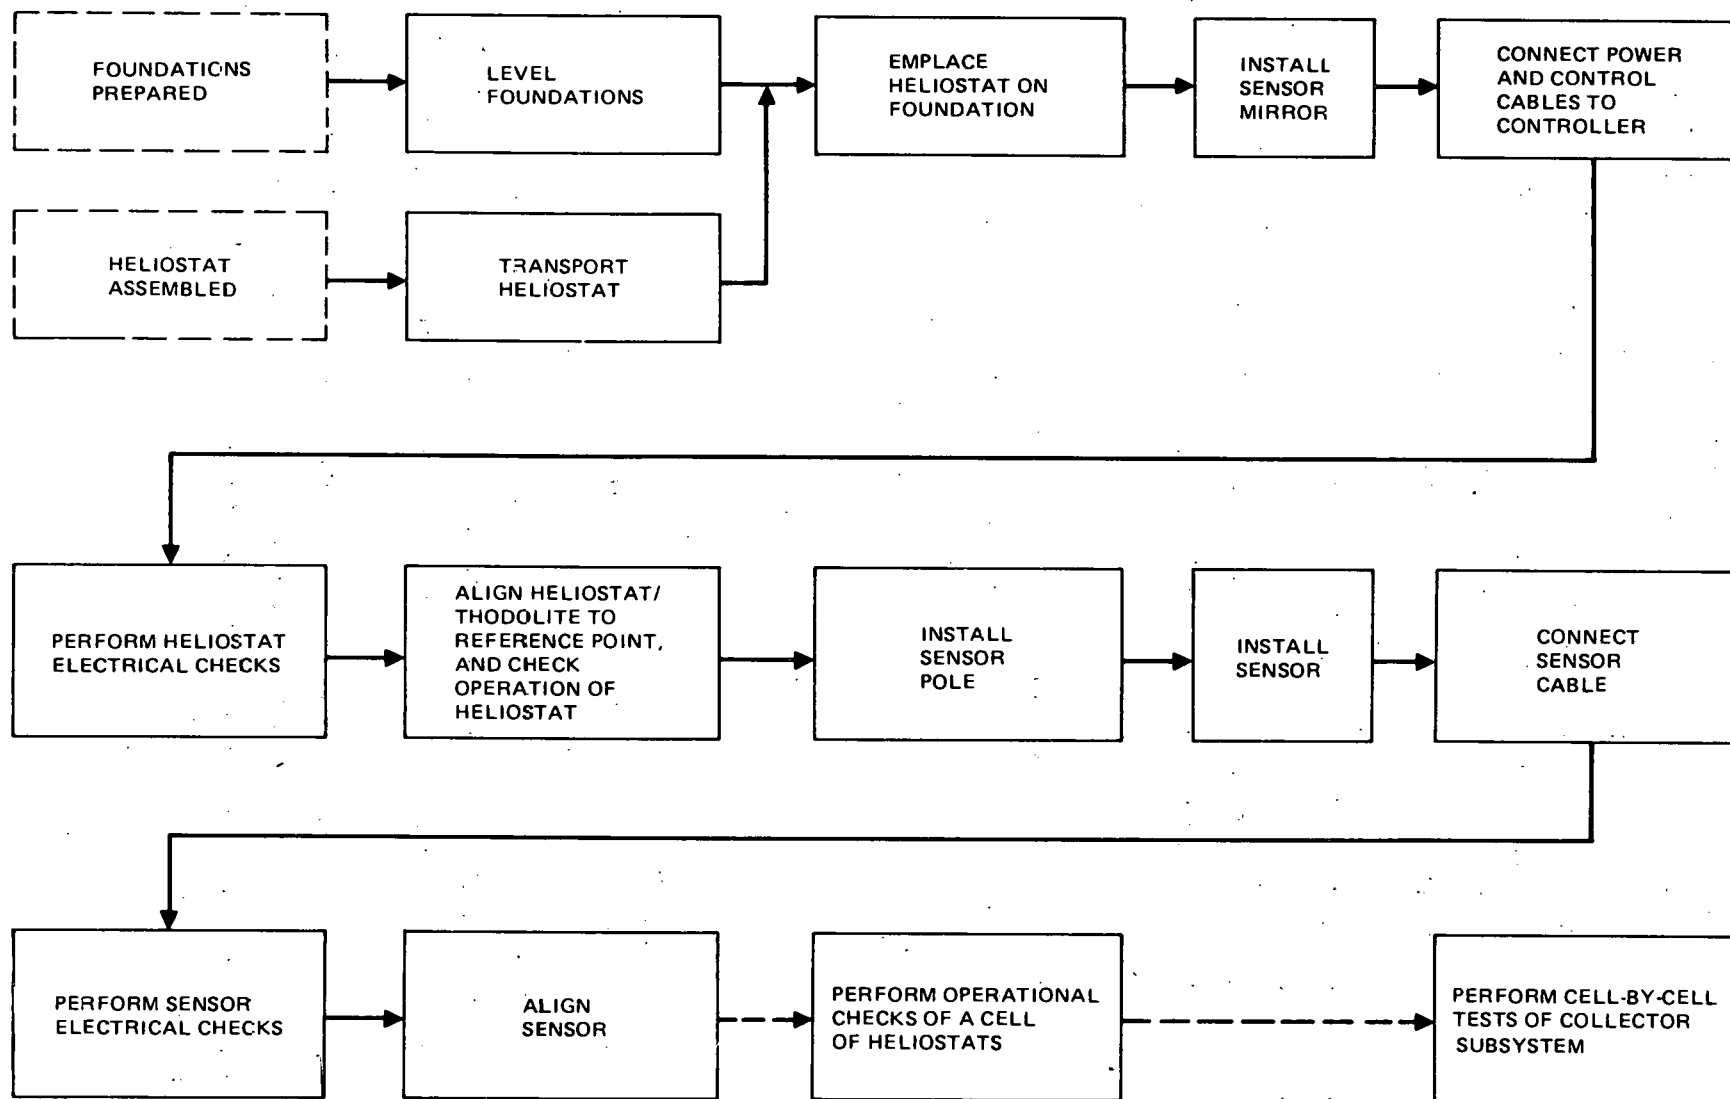 FOUNDATIONS
PREPARED
LEVEL
FOUNDATIONS
EMPLACE
HELIOSTAT ON
FOUNDATION
INSTALL
SENSOR
MIRROR
CONNECT POWER
AND CONTROL
CABLES TO
CONTROLLER
HELIOSTAT
ASSEMBLED
TRANSPORT
HELIOSTAT
PERFORM HELIOSTAT
ELECTRICAL CHECKS
ALIGN HELIOSTAT/
THODOLITE TO
REFERENCE POINT,
AND CHECK
OPERATION OF
HELIOSTAT
INSTALL
SENSOR
POLE
INSTALL
SENSOR
CONNECT
SENSOR
CABLE
PERFORM SENSOR
ELECTRICAL CHECKS
ALIGN
SENSOR
PERFORM OPERATIONAL
CHECKS OF A CELL
OF HELIOSTATS
PERFORM CELL-BY-CELL
TESTS OF COLLECTOR
SUBSYSTEM